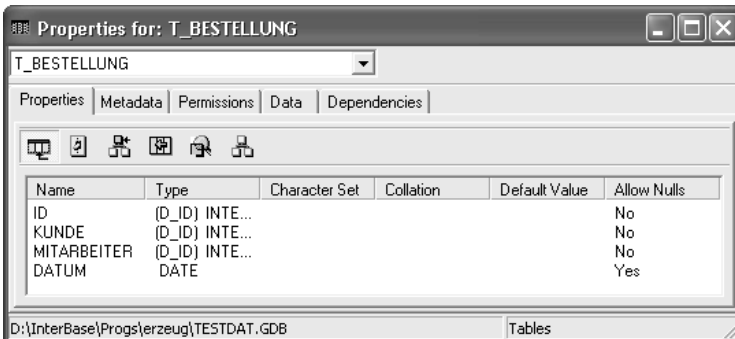 Properties for: T_BESTELLUNG
T_BESTELLUNG
Properties Metadata Permissions Data Dependencies
Name Type Character Set Collation Default Value Allow Nulls
ID (D_ID) INTE... No
KUNDE (D_ID) INTE... No
MITARBEITER (D_ID) INTE... No
DATUM DATE Yes
D:\InterBase\Progs\erzeug\TESTDAT.GDB Tables